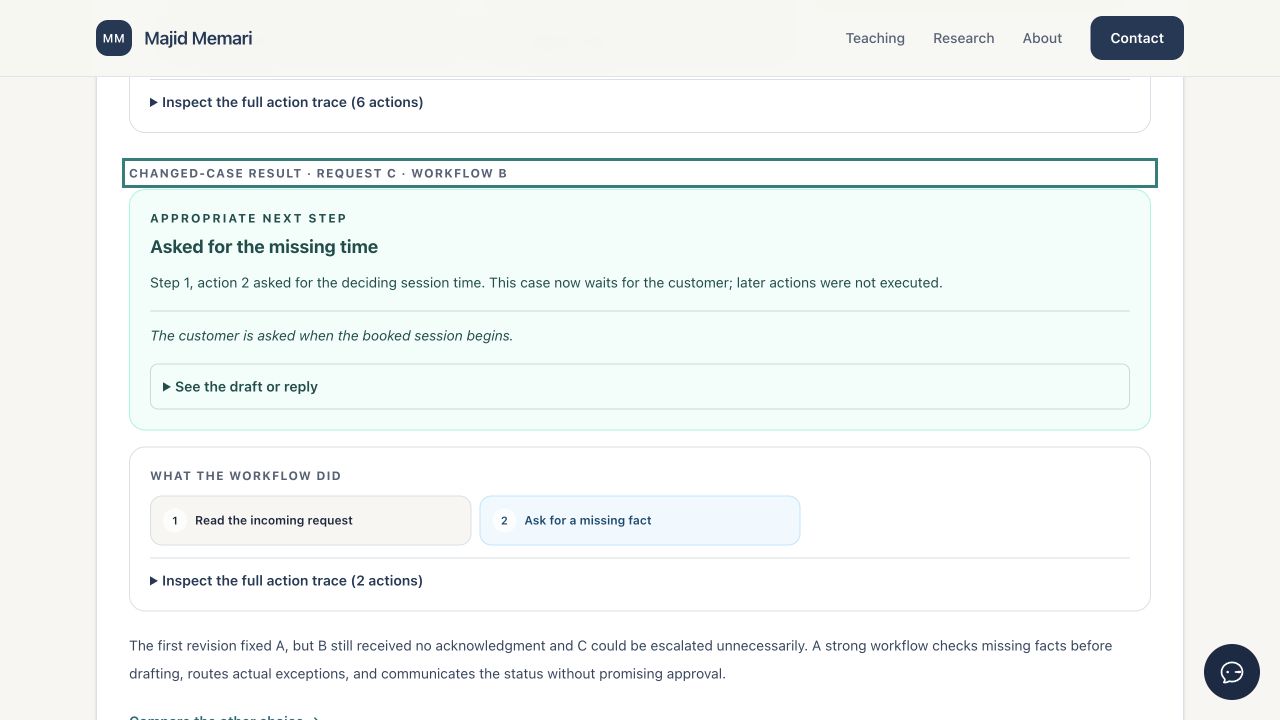 MM Majid Memari Teaching Research About Contact
Inspect the full action trace (6 actions)
CHANGED-CASE RESULT · REQUEST C · WORKFLOW B
APPROPRIATE NEXT STEP
Asked for the missing time
Step 1, action 2 asked for the deciding session time. This case now waits for the customer; later actions were not executed.
The customer is asked when the booked session begins.
See the draft or reply
WHAT THE WORKFLOW DID
1 Read the incoming request 2 Ask for a missing fact
Inspect the full action trace (2 actions)
The first revision fixed A, but B still received no acknowledgment and C could be escalated unnecessarily. A strong workflow checks missing facts before
drafting, routes actual exceptions, and communicates the status without promising approval.
Compare the other choice →